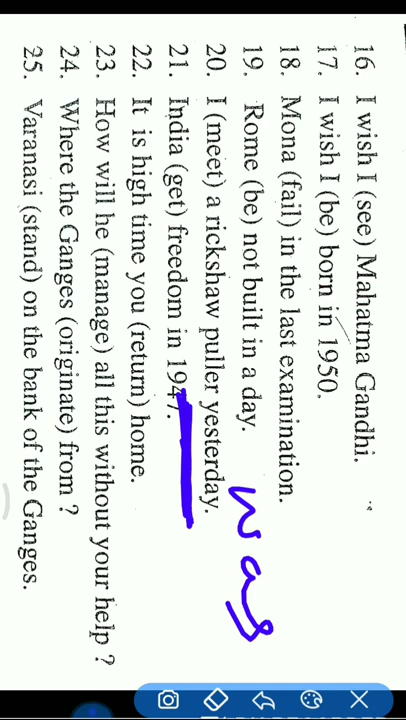 16. I wish I (see) Mahatma Gandhi.
17. I wish I (be) born in 1950.
18. Mona (fail) in the last examination.
19. Rome (be) not built in a day. was
20. I (meet) a rickshaw puller yesterday.
21. India (get) freedom in 1947.
22. It is high time you (return) home.
23. How will he (manage) all this without your help ?
24. Where the Ganges (originate) from ?
25. Varanasi (stand) on the bank of the Ganges.